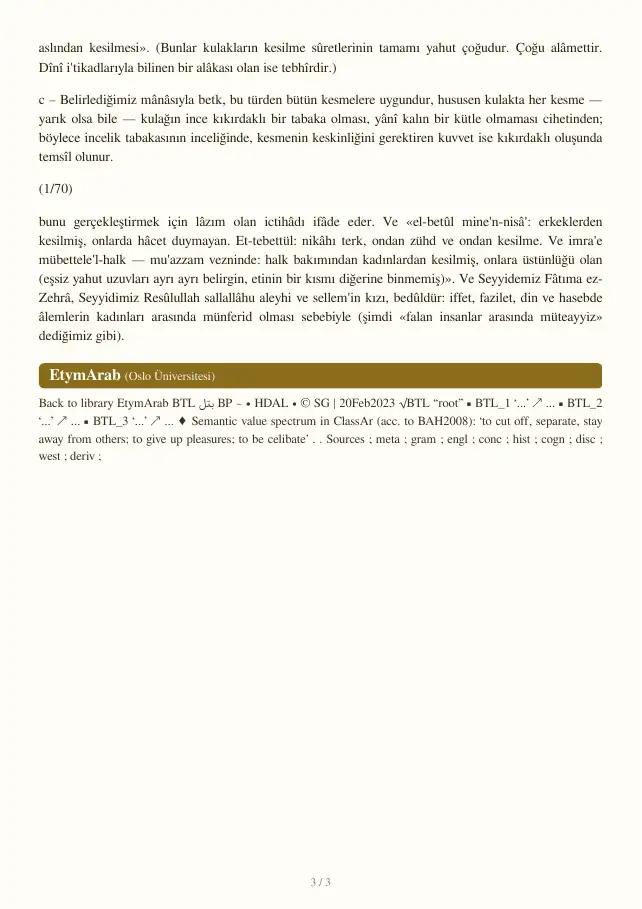 aslından kesilmesi». (Bunlar kulakların kesilme sûretlerinin tamamı yahut çoğudur. Çoğu alâmettir.
Dînî i'tikadlarıyla bilinen bir alâkası olan ise tebhîrdir.)
c – Belirlediğimiz mânâsıyla betk, bu türden bütün kesmelere uygundur, hususen kulakta her kesme —
yarık olsa bile — kulağın ince kıkırdaklı bir tabaka olması, yânî kalın bir kütle olmaması cihetinden;
böylece incelik tabakasının inceliğinde, kesmenin keskinliğini gerektiren kuvvet ise kıkırdaklı oluşunda
temsîl olunur.
(1/70)
bunu gerçekleştirmek için lâzım olan ictihâdı ifâde eder. Ve «el-betûl mine'n-nisâ': erkeklerden
kesilmiş, onlarda hâcet duymayan. Et-tebettül: nikâhı terk, ondan zühd ve ondan kesilme. Ve imra'e
mübettele'l-halk — mu'azzam vezninde: halk bakımından kadınlardan kesilmiş, onlara üstünlüğü olan
(eşsiz yahut uzuvları ayrı ayrı belirgin, etinin bir kısmı diğerine binmemiş)». Ve Seyyidemiz Fâtıma ez-
Zehrâ, Seyyidimiz Resûlullah sallallâhu aleyhi ve sellem'in kızı, bedûldür: iffet, fazilet, din ve hasebde
âlemlerin kadınları arasında münferid olması sebebiyle (şimdi «falan insanlar arasında müteayyiz»
dediğimiz gibi).
EtymArab (Oslo Üniversitesi)
Back to library EtymArab BTL بتل BP ~ • HDAL • © SG | 20Feb2023 √BTL “root” ▪ BTL_1 ‘...’ ↗ ... ▪ BTL_2
‘...’ ↗ ... ▪ BTL_3 ‘...’ ↗ ... ♦ Semantic value spectrum in ClassAr (acc. to BAH2008): ‘to cut off, separate, stay
away from others; to give up pleasures; to be celibate’ . . Sources ; meta ; gram ; engl ; conc ; hist ; cogn ; disc ;
west ; deriv ;
3 / 3